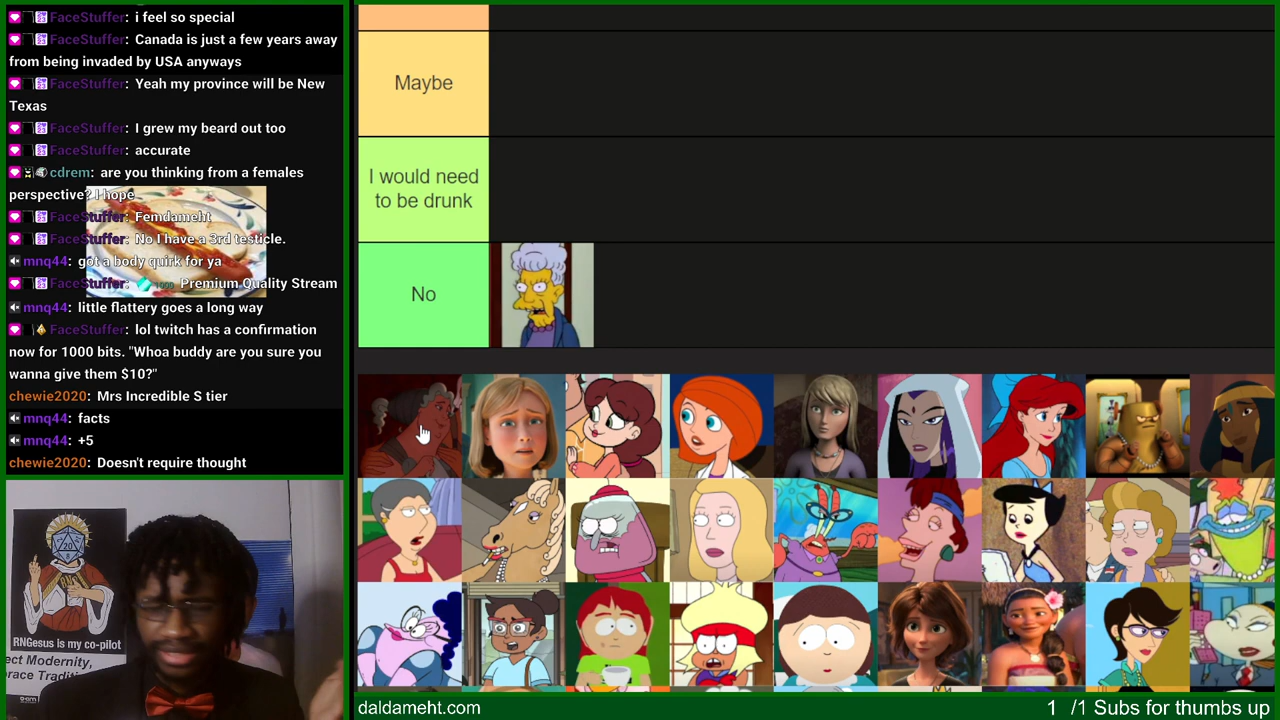 FaceStuffer: i feel so special
FaceStuffer: Canada is just a few years away
from being invaded by USA anyways
FaceStuffer: Yeah my province will be New
Texas
FaceStuffer: I grew my beard out too
FaceStuffer: accurate
cdrem: are you thinking from a females
perspective? I hope
FaceStuffer: Femdameht
FaceStuffer: No I have a 3rd testicle.
mnq44: got a body quirk for ya
FaceStuffer: 1000 Premium Quality Stream
mnq44: little flattery goes a long way
FaceStuffer: lol twitch has a confirmation
now for 1000 bits. "Whoa buddy are you sure you
wanna give them $10?"
chewie2020: Mrs Incredible S tier
mnq44: facts
mnq44: +5
chewie2020: Doesn't require thought
Maybe
I would need
to be drunk
No
20
RNGesus is my co-pilot
ect Modernity,
brace Traditi
daldameht.com
1 /1 Subs for thumbs up